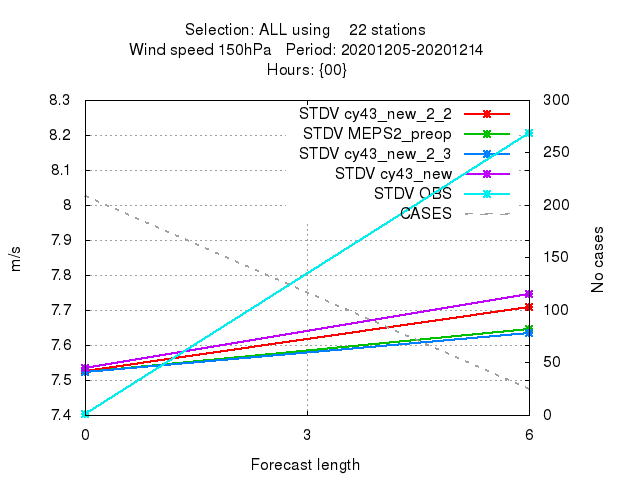 Selection: ALL using    22 stations
Wind speed 150hPa   Period: 20201205-20201214
Hours: {00}
8.3
8.2
8.1
8
7.9
7.8
7.7
7.6
7.5
7.4
m/s
STDV cy43_new_2_2
STDV MEPS2_preop
STDV cy43_new_2_3
STDV cy43_new
STDV OBS
CASES
300
250
200
150
100
50
0
No cases
0 3 6
Forecast length